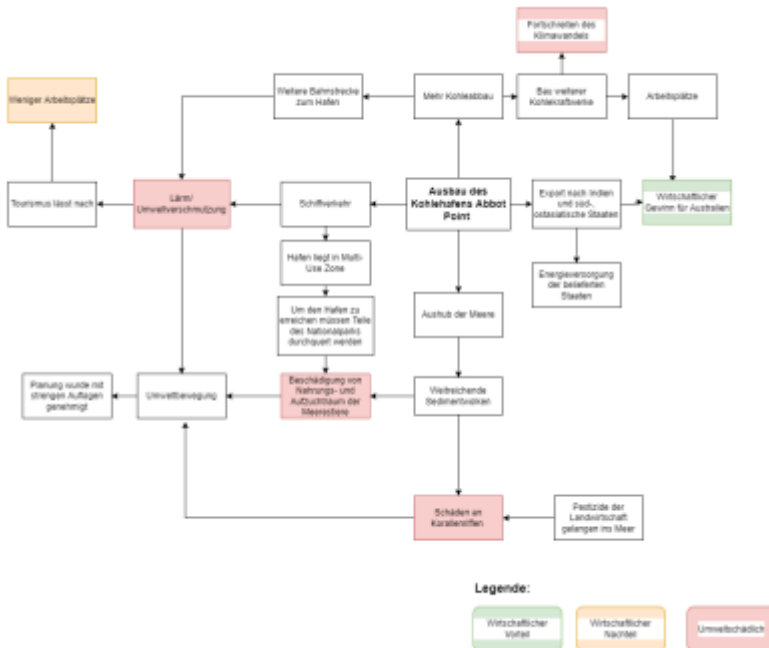 Fortschreiten des
Klimawandels
Weniger Arbeitsplätze
Weitere Bahnstrecke
zum Hafen
Mehr Kohleabbau
Bau weiterer
Kohlekraftwerke
Arbeitsplätze
Tourismus lässt nach
Lärm/
Umweltverschmutzung
Schiffverkehr
Ausbau des
Kohlehafens Abbot
Point
Export nach Indien
und süd-,
ostasiatische Staaten
Wirtschaftlicher
Gewinn für Australien
Hafen liegt in Multi-
Use Zone
Energieversorgung
der belieferten
Staaten
Um den Hafen zu
erreichen müssen Teile
des Nationalparks
durchquert werden
Aushub der Meere
Planung wurde mit
strengen Auflagen
genehmigt
Umweltbewegung
Beschädigung von
Nahrungs- und
Aufzuchtraum der
Meerestiere
Weitreichende
Sedimentwolken
Schäden an
Korallenriffen
Pestizide der
Landwirtschaft
gelangen ins Meer
Legende:
Wirtschaftlicher
Vorteil
Wirtschaftlicher
Nachteil
Umweltschädlich